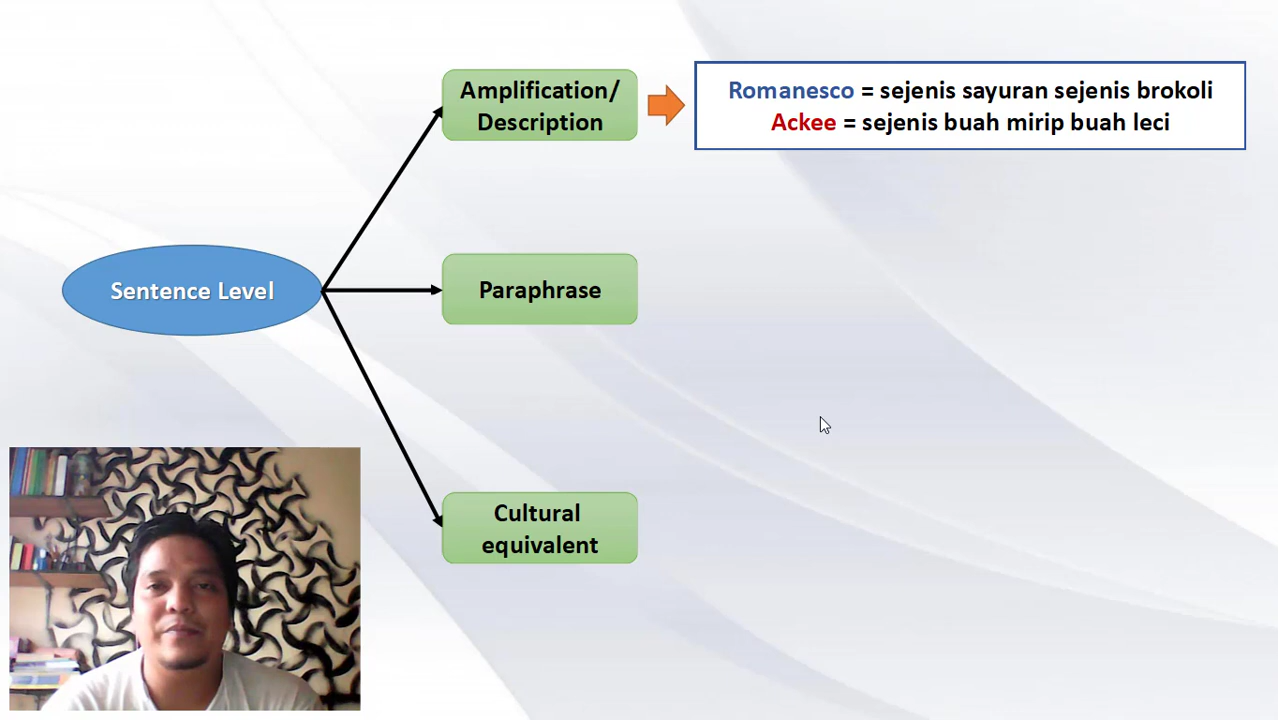 Amplification/
Description
Romanesco = sejenis sayuran sejenis brokoli
Ackee = sejenis buah mirip buah leci
Sentence Level
Paraphrase
Cultural
equivalent